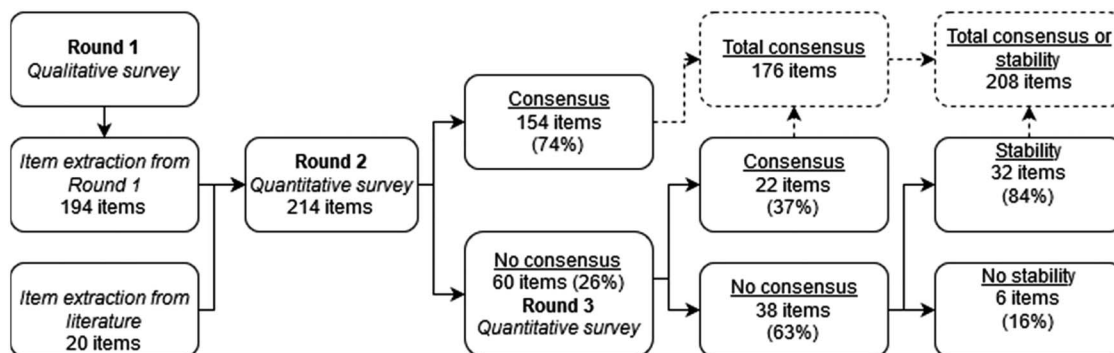 Round 1
Qualitative survey
Item extraction from
Round 1
194 items
Item extraction from
literature
20 items
Round 2
Quantitative survey
214 items
Consensus
154 items
(74%)
No consensus
60 items (26%)
Round 3
Quantitative survey
Total consensus
176 items
Consensus
22 items
(37%)
No consensus
38 items
(63%)
Total consensus or
stability
208 items
Stability
32 items
(84%)
No stability
6 items
(16%)